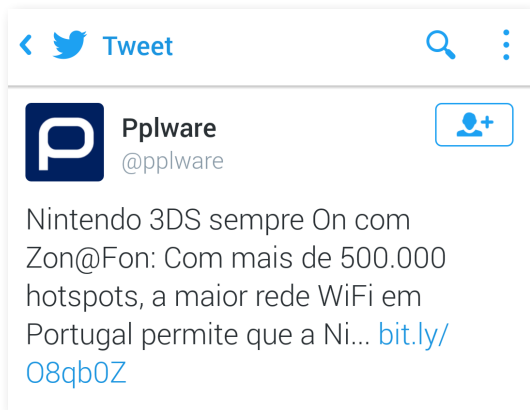 Tweet
Pplware
@pplware
Nintendo 3DS sempre On com
Zon@Fon: Com mais de 500.000
hotspots, a maior rede WiFi em
Portugal permite que a Ni... bit.ly/
O8qb0Z